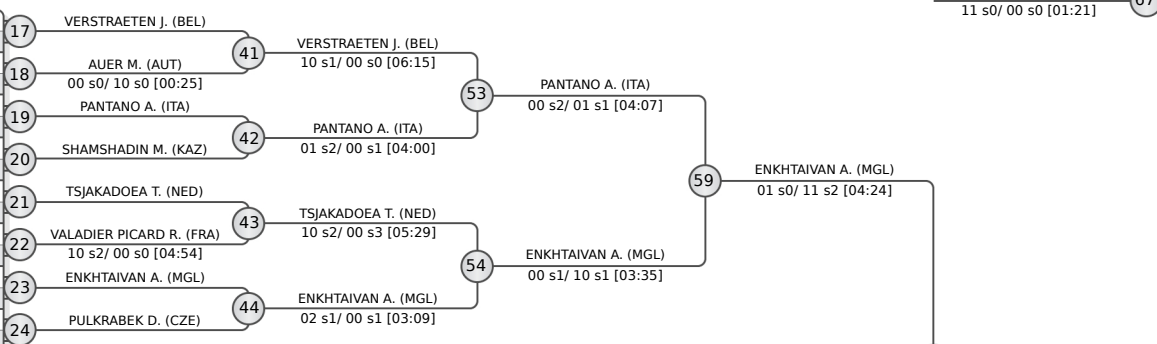 67
11 s0/ 00 s0 [01:21]
17
VERSTRAETEN J. (BEL)
41
VERSTRAETEN J. (BEL)
10 s1/ 00 s0 [06:15]
18
AUER M. (AUT)
00 s0/ 10 s0 [00:25]
53
PANTANO A. (ITA)
00 s2/ 01 s1 [04:07]
19
PANTANO A. (ITA)
42
PANTANO A. (ITA)
01 s2/ 00 s1 [04:00]
20
SHAMSHADIN M. (KAZ)
59
ENKHTAIVAN A. (MGL)
01 s0/ 11 s2 [04:24]
21
TSJAKADOEA T. (NED)
43
TSJAKADOEA T. (NED)
10 s2/ 00 s3 [05:29]
22
VALADIER PICARD R. (FRA)
10 s2/ 00 s0 [04:54]
54
ENKHTAIVAN A. (MGL)
00 s1/ 10 s1 [03:35]
23
ENKHTAIVAN A. (MGL)
44
ENKHTAIVAN A. (MGL)
02 s1/ 00 s1 [03:09]
24
PULKRABEK D. (CZE)